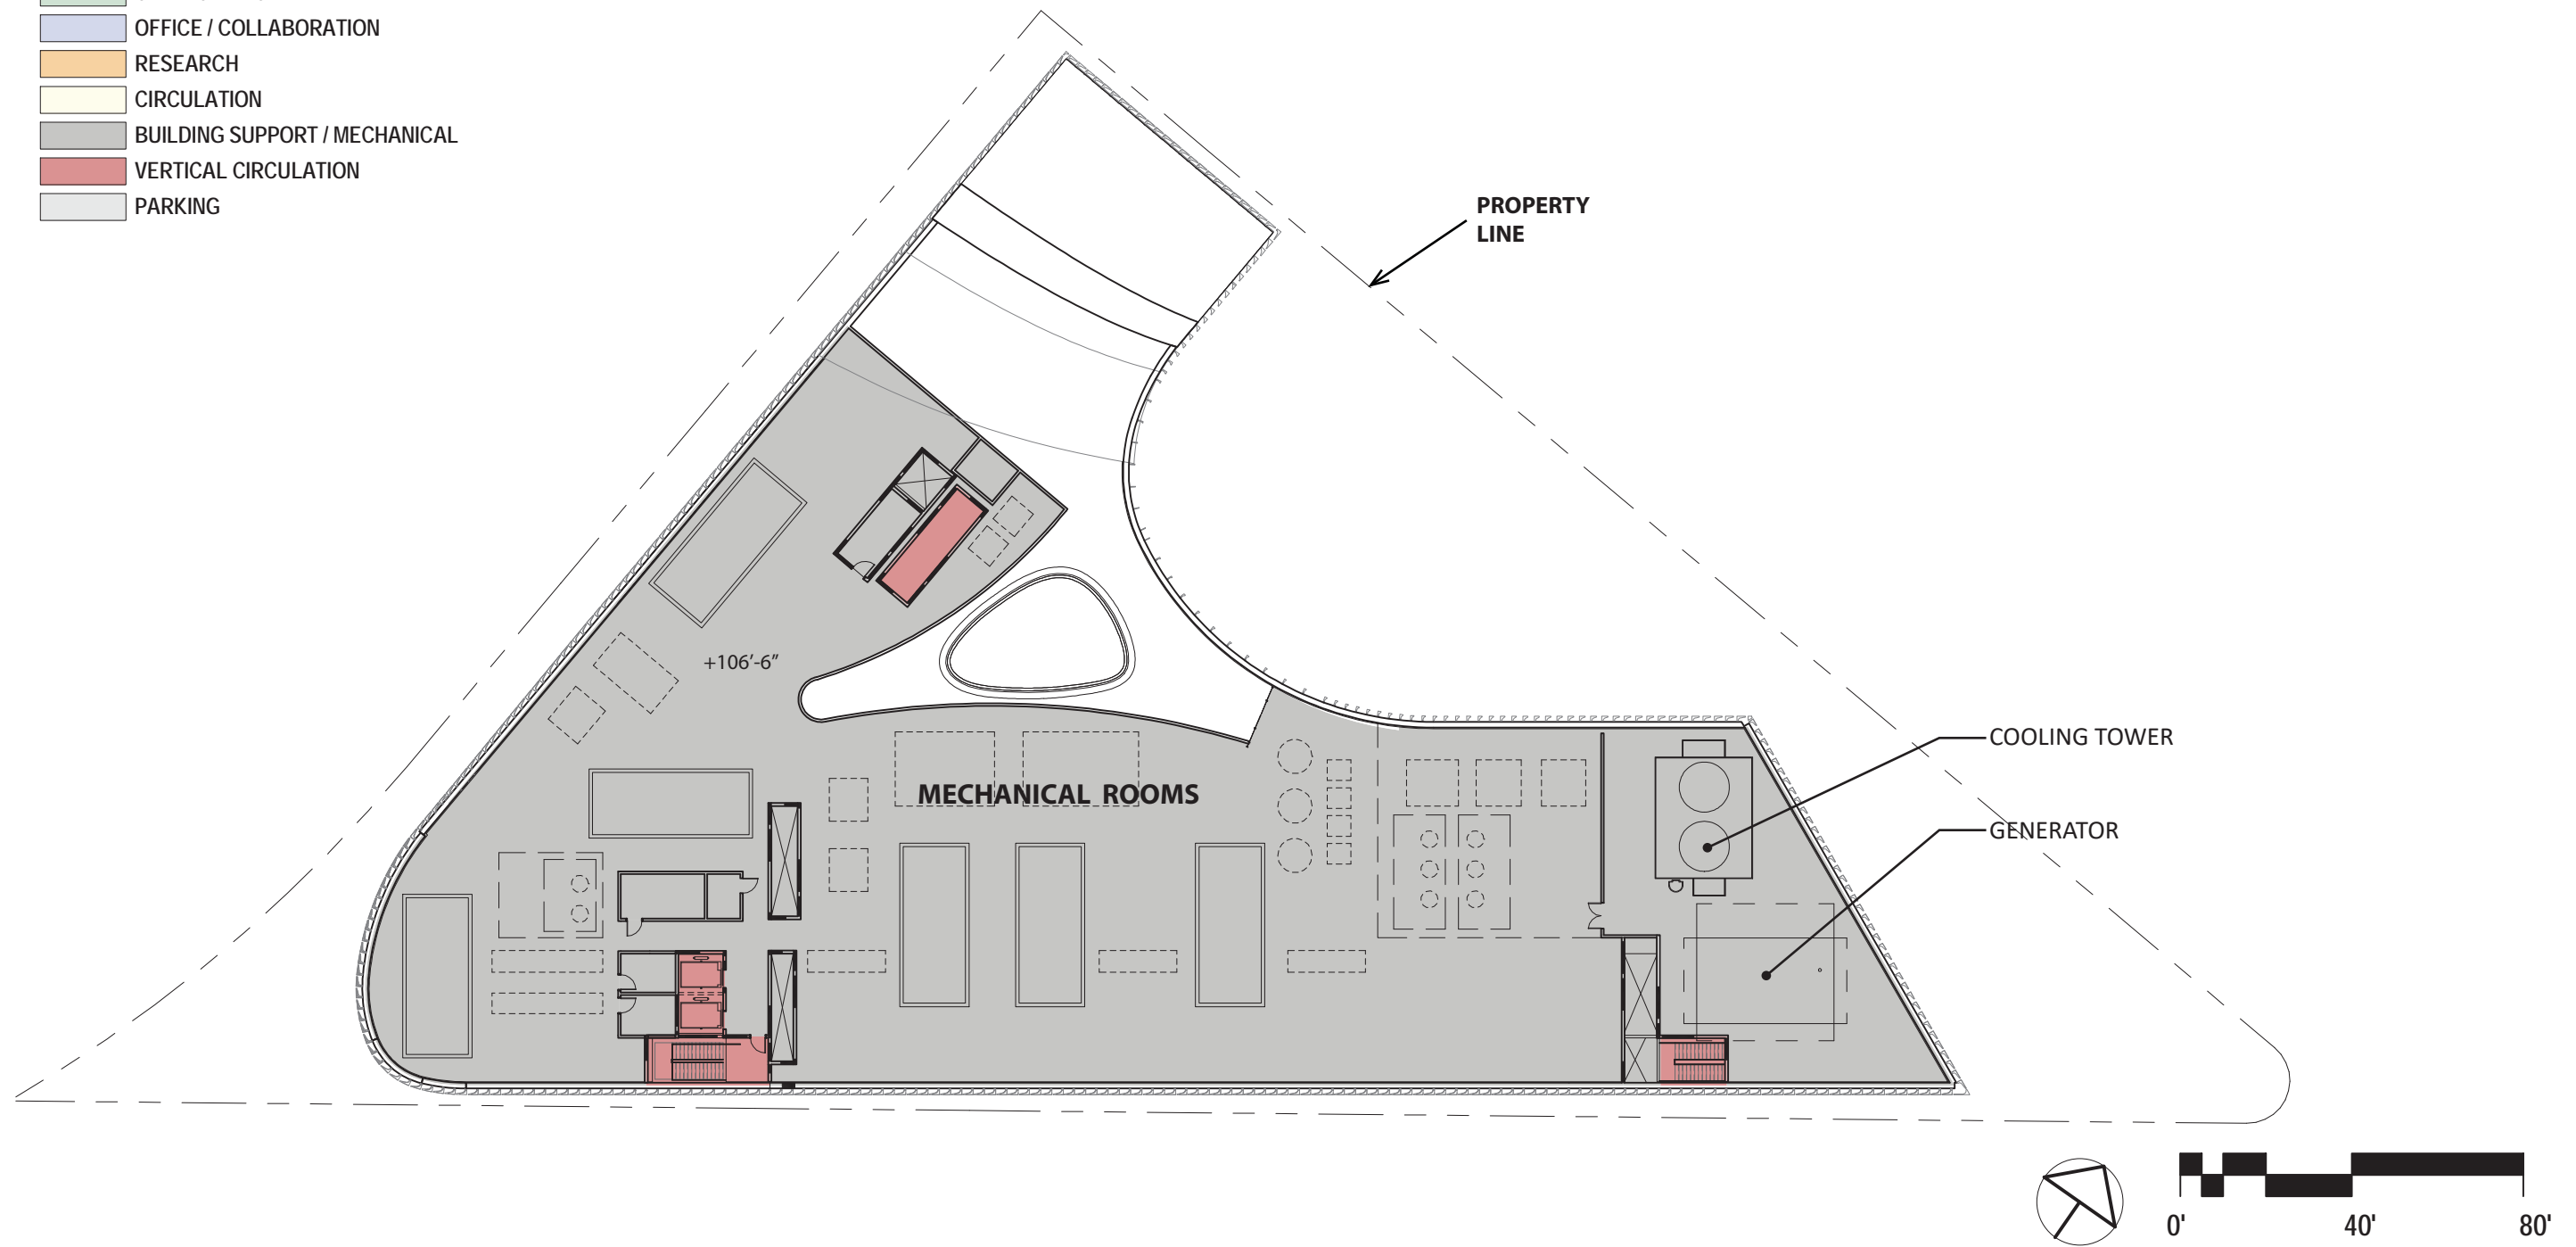 OFFICE / COLLABORATION
RESEARCH
CIRCULATION
BUILDING SUPPORT / MECHANICAL
VERTICAL CIRCULATION
PARKING
PROPERTY
LINE
+106'-6"
MECHANICAL ROOMS
COOLING TOWER
GENERATOR
0' 40' 80'